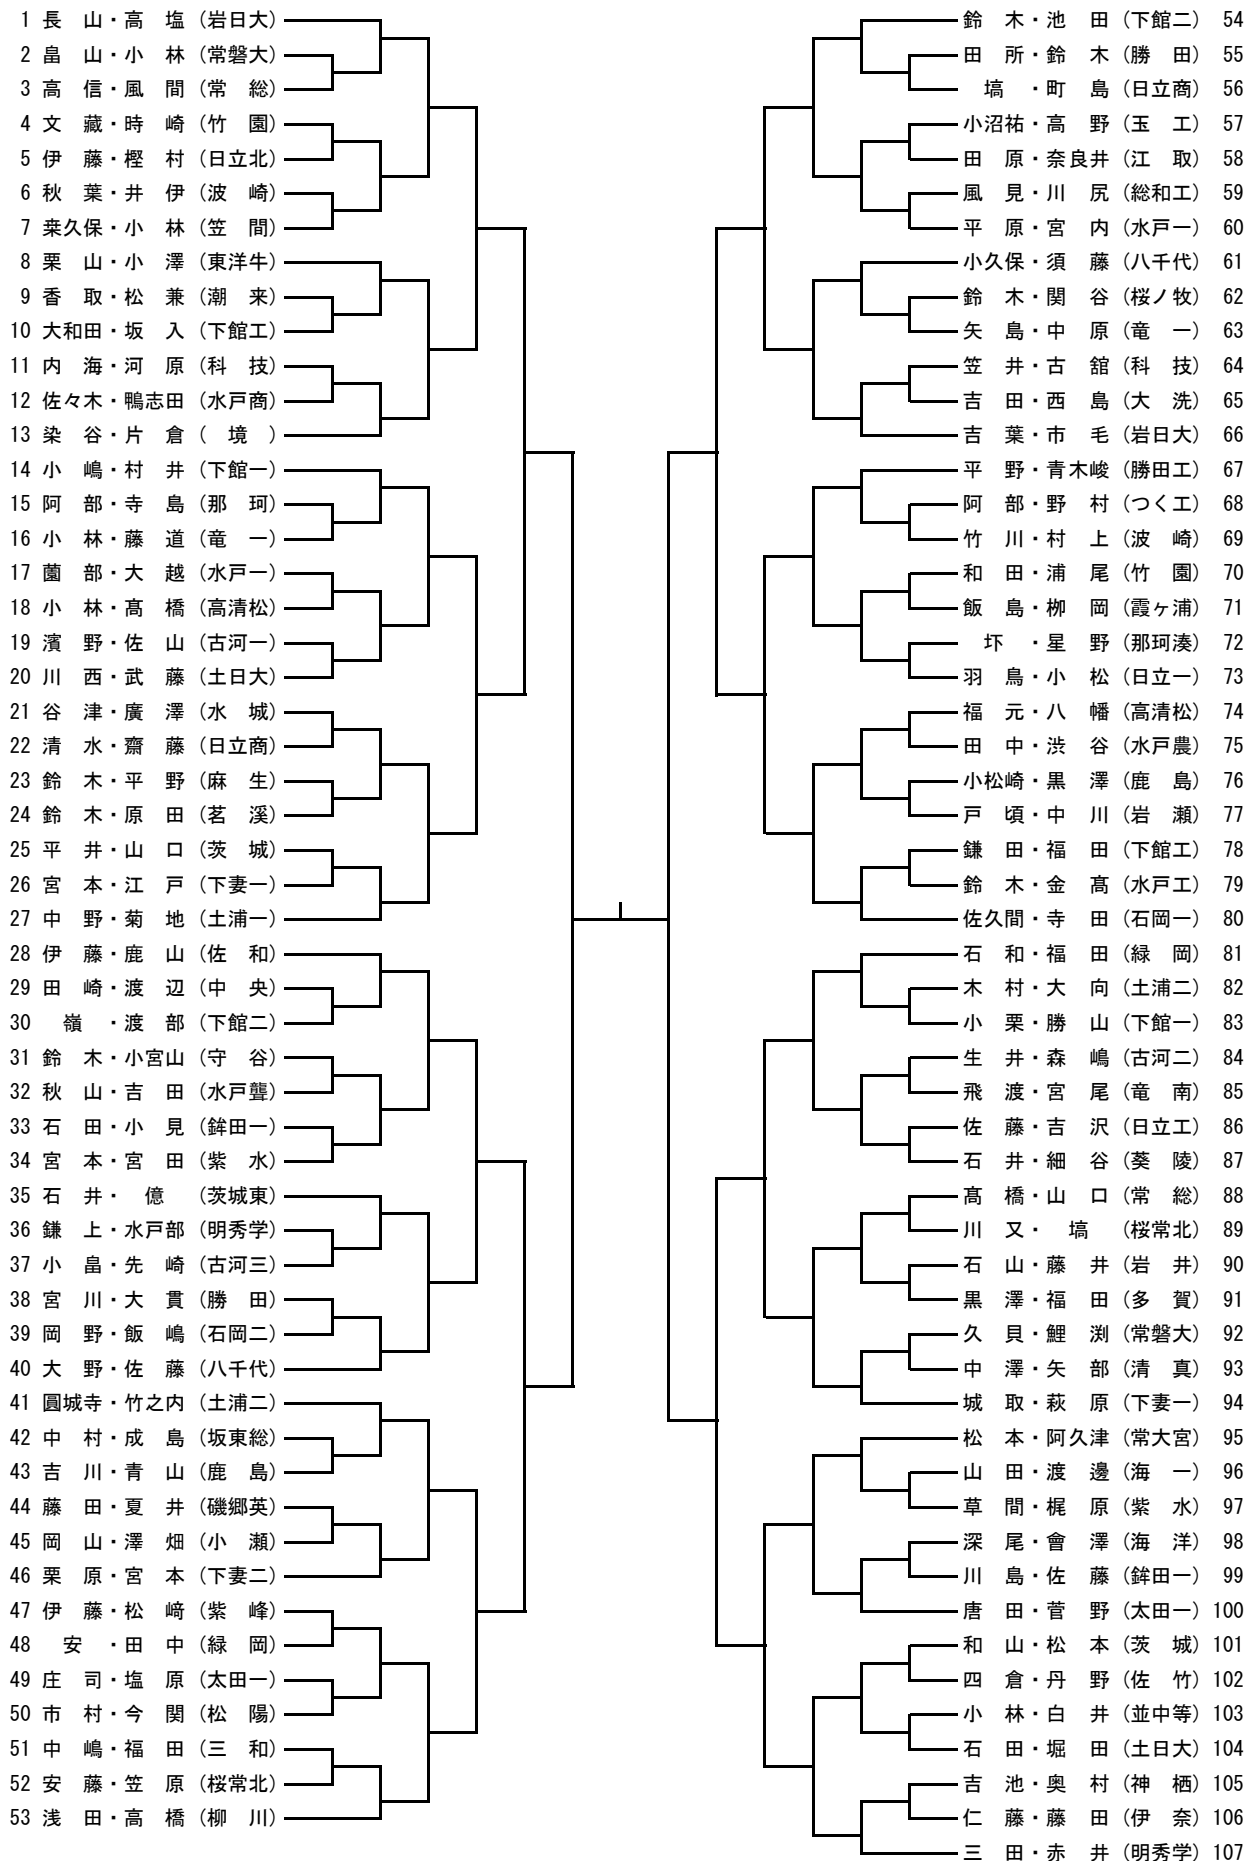 1 長　山・高　塩（岩日大）
2 畠　山・小　林（常磐大）
3 高　信・風　間（常　総）
4 文　藏・時　崎（竹　園）
5 伊　藤・樫　村（日立北）
6 秋　葉・井　伊（波　崎）
7 桒久保・小　林（笠　間）
8 栗　山・小　澤（東洋牛）
9 香　取・松　兼（潮　来）
10 大和田・坂　入（下館工）
11 内　海・河　原（科　技）
12 佐々木・鴨志田（水戸商）
13 染　谷・片　倉（　境　）
14 小　嶋・村　井（下館一）
15 阿　部・寺　島（那　珂）
16 小　林・藤　道（竜　一）
17 薗　部・大　越（水戸一）
18 小　林・髙　橋（高清松）
19 濱　野・佐　山（古河一）
20 川　西・武　藤（土日大）
21 谷　津・廣　澤（水　城）
22 清　水・齋　藤（日立商）
23 鈴　木・平　野（麻　生）
24 鈴　木・原　田（茗　溪）
25 平　井・山　口（茨　城）
26 宮　本・江　戸（下妻一）
27 中　野・菊　地（土浦一）
28 伊　藤・鹿　山（佐　和）
29 田　崎・渡　辺（中　央）
30 　嶺　・渡　部（下館二）
31 鈴　木・小宮山（守　谷）
32 秋　山・吉　田（水戸聾）
33 石　田・小　見（鉾田一）
34 宮　本・宮　田（紫　水）
35 石　井・　億　（茨城東）
36 鎌　上・水戸部（明秀学）
37 小　畠・先　崎（古河三）
38 宮　川・大　貫（勝　田）
39 岡　野・飯　嶋（石岡二）
40 大　野・佐　藤（八千代）
41 圓城寺・竹之内（土浦二）
42 中　村・成　島（坂東総）
43 吉　川・青　山（鹿　島）
44 藤　田・夏　井（磯郷英）
45 岡　山・澤　畑（小　瀬）
46 栗　原・宮　本（下妻二）
47 伊　藤・松　﨑（紫　峰）
48 　安　・田　中（緑　岡）
49 庄　司・塩　原（太田一）
50 市　村・今　関（松　陽）
51 中　嶋・福　田（三　和）
52 安　藤・笠　原（桜常北）
53 浅　田・高　橋（柳　川）
鈴　木・池　田（下館二） 54
田　所・鈴　木（勝　田） 55
　塙　・町　島（日立商） 56
小沼祐・高　野（玉　工） 57
田　原・奈良井（江　取） 58
風　見・川　尻（総和工） 59
平　原・宮　内（水戸一） 60
小久保・須　藤（八千代） 61
鈴　木・関　谷（桜ノ牧） 62
矢　島・中　原（竜　一） 63
笠　井・古　舘（科　技） 64
吉　田・西　島（大　洗） 65
吉　葉・市　毛（岩日大） 66
平　野・青木峻（勝田工） 67
阿　部・野　村（つく工） 68
竹　川・村　上（波　崎） 69
和　田・浦　尾（竹　園） 70
飯　島・栁　岡（霞ヶ浦） 71
　圷　・星　野（那珂湊） 72
羽　鳥・小　松（日立一） 73
福　元・八　幡（高清松） 74
田　中・渋　谷（水戸農） 75
小松崎・黒　澤（鹿　島） 76
戸　頃・中　川（岩　瀬） 77
鎌　田・福　田（下館工） 78
鈴　木・金　髙（水戸工） 79
佐久間・寺　田（石岡一） 80
石　和・福　田（緑　岡） 81
木　村・大　向（土浦二） 82
小　栗・勝　山（下館一） 83
生　井・森　嶋（古河二） 84
飛　渡・宮　尾（竜　南） 85
佐　藤・吉　沢（日立工） 86
石　井・細　谷（葵　陵） 87
髙　橋・山　口（常　総） 88
川　又・　塙　（桜常北） 89
石　山・藤　井（岩　井） 90
黒　澤・福　田（多　賀） 91
久　貝・鯉　渕（常磐大） 92
中　澤・矢　部（清　真） 93
城　取・萩　原（下妻一） 94
松　本・阿久津（常大宮） 95
山　田・渡　邊（海　一） 96
草　間・梶　原（紫　水） 97
深　尾・會　澤（海　洋） 98
川　島・佐　藤（鉾田一） 99
唐　田・菅　野（太田一） 100
和　山・松　本（茨　城） 101
四　倉・丹　野（佐　竹） 102
小　林・白　井（並中等） 103
石　田・堀　田（土日大） 104
吉　池・奥　村（神　栖） 105
仁　藤・藤　田（伊　奈） 106
三　田・赤　井（明秀学） 107